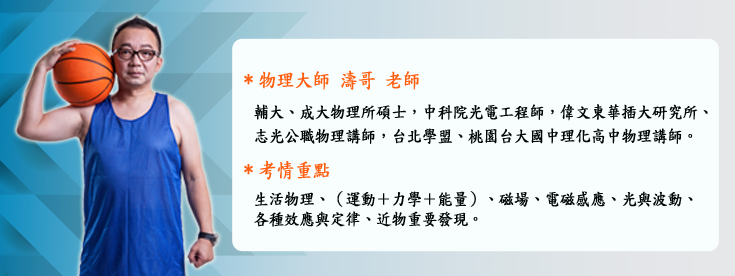 ＊物理大師 濤哥 老師
輔大、成大物理所碩士，中科院光電工程師，偉文東華插大研究所、
志光公職物理講師，台北學盟、桃園台大國中理化高中物理講師。
＊考情重點
生活物理、（運動＋力學＋能量）、磁場、電磁感應、光與波動、
各種效應與定律、近物重要發現。